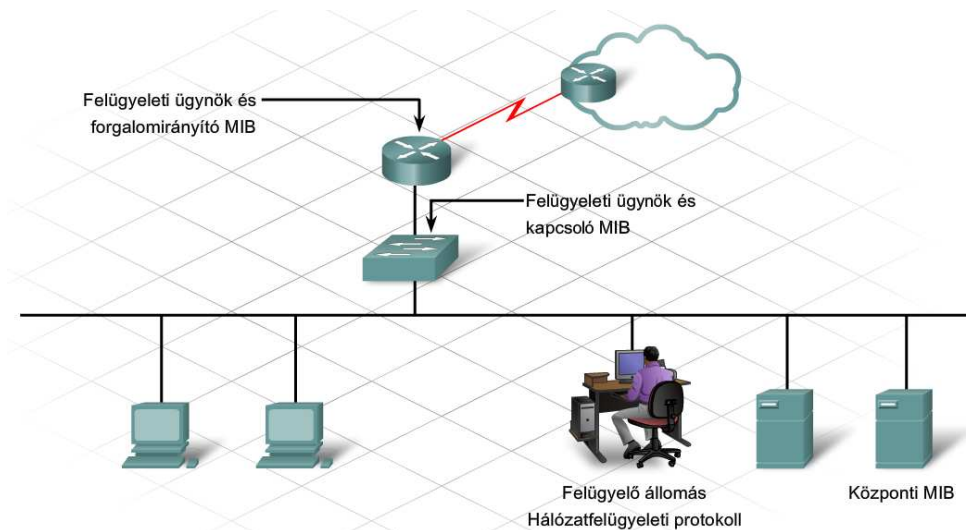 Felügyeleti ügynök és
forgalomirányító MIB
Felügyeleti ügynök és
kapcsoló MIB
Felügyelő állomás
Hálózatfelügyeleti protokoll
Központi MIB